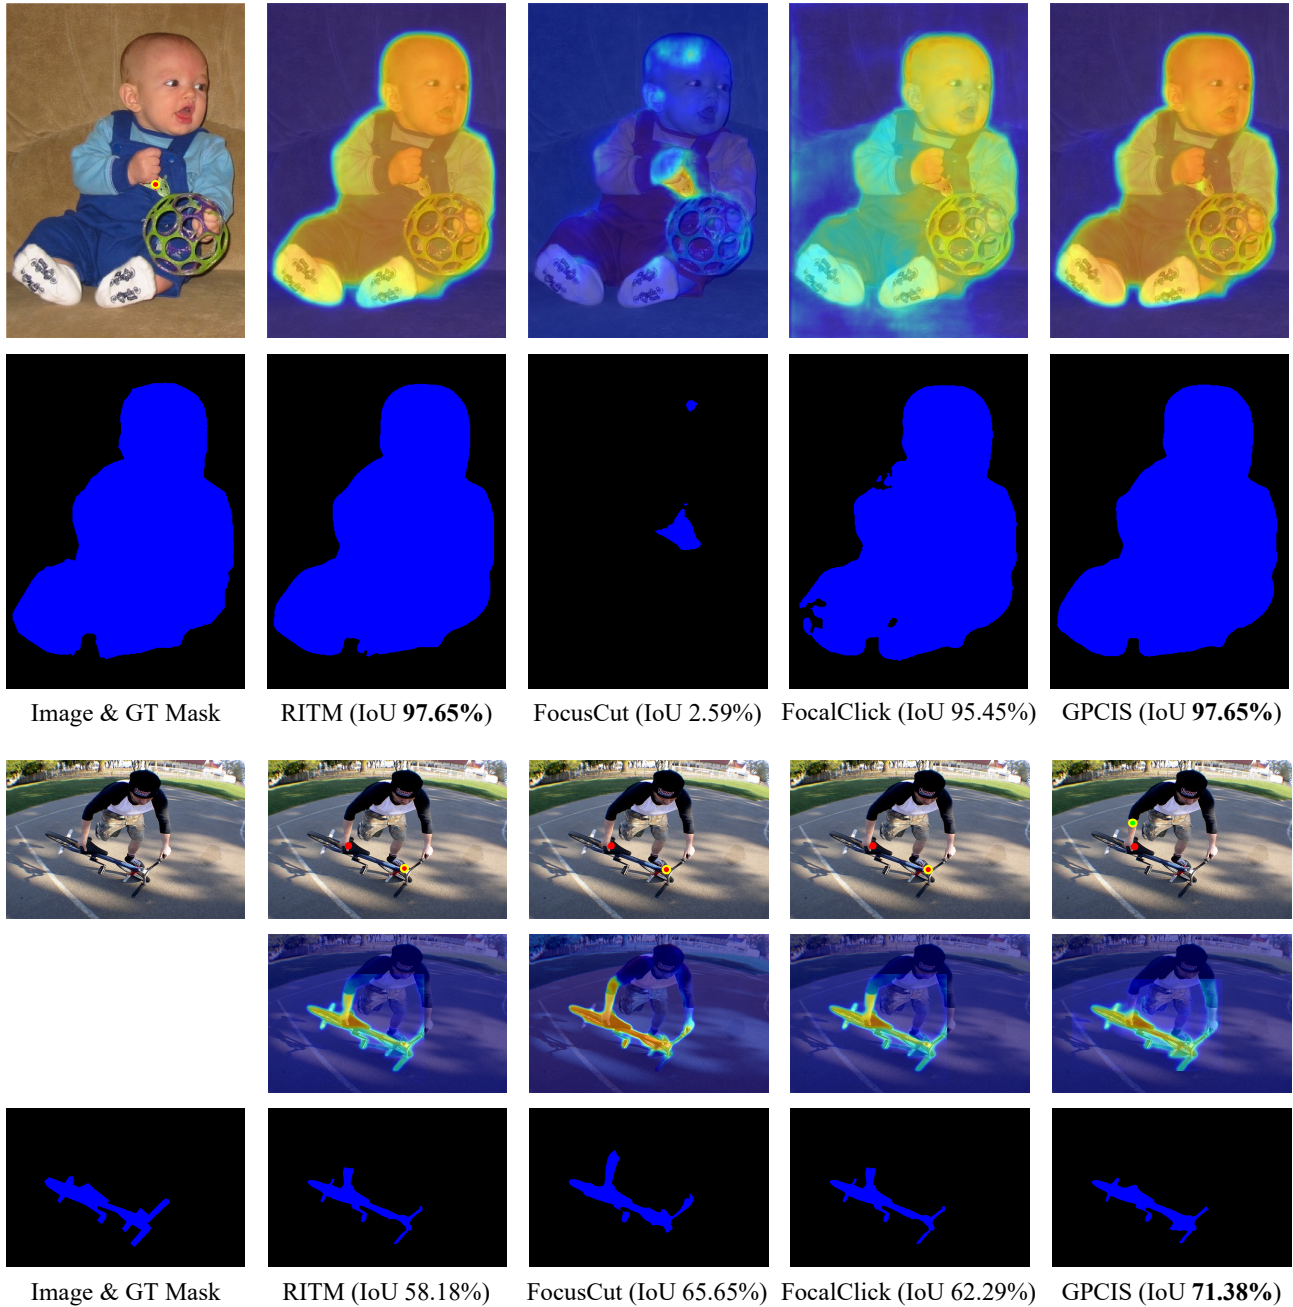 Image & GT Mask RITM (IoU 97.65%) FocusCut (IoU 2.59%) FocalClick (IoU 95.45%) GPCIS (IoU 97.65%)
Image & GT Mask RITM (IoU 58.18%) FocusCut (IoU 65.65%) FocalClick (IoU 62.29%) GPCIS (IoU 71.38%)